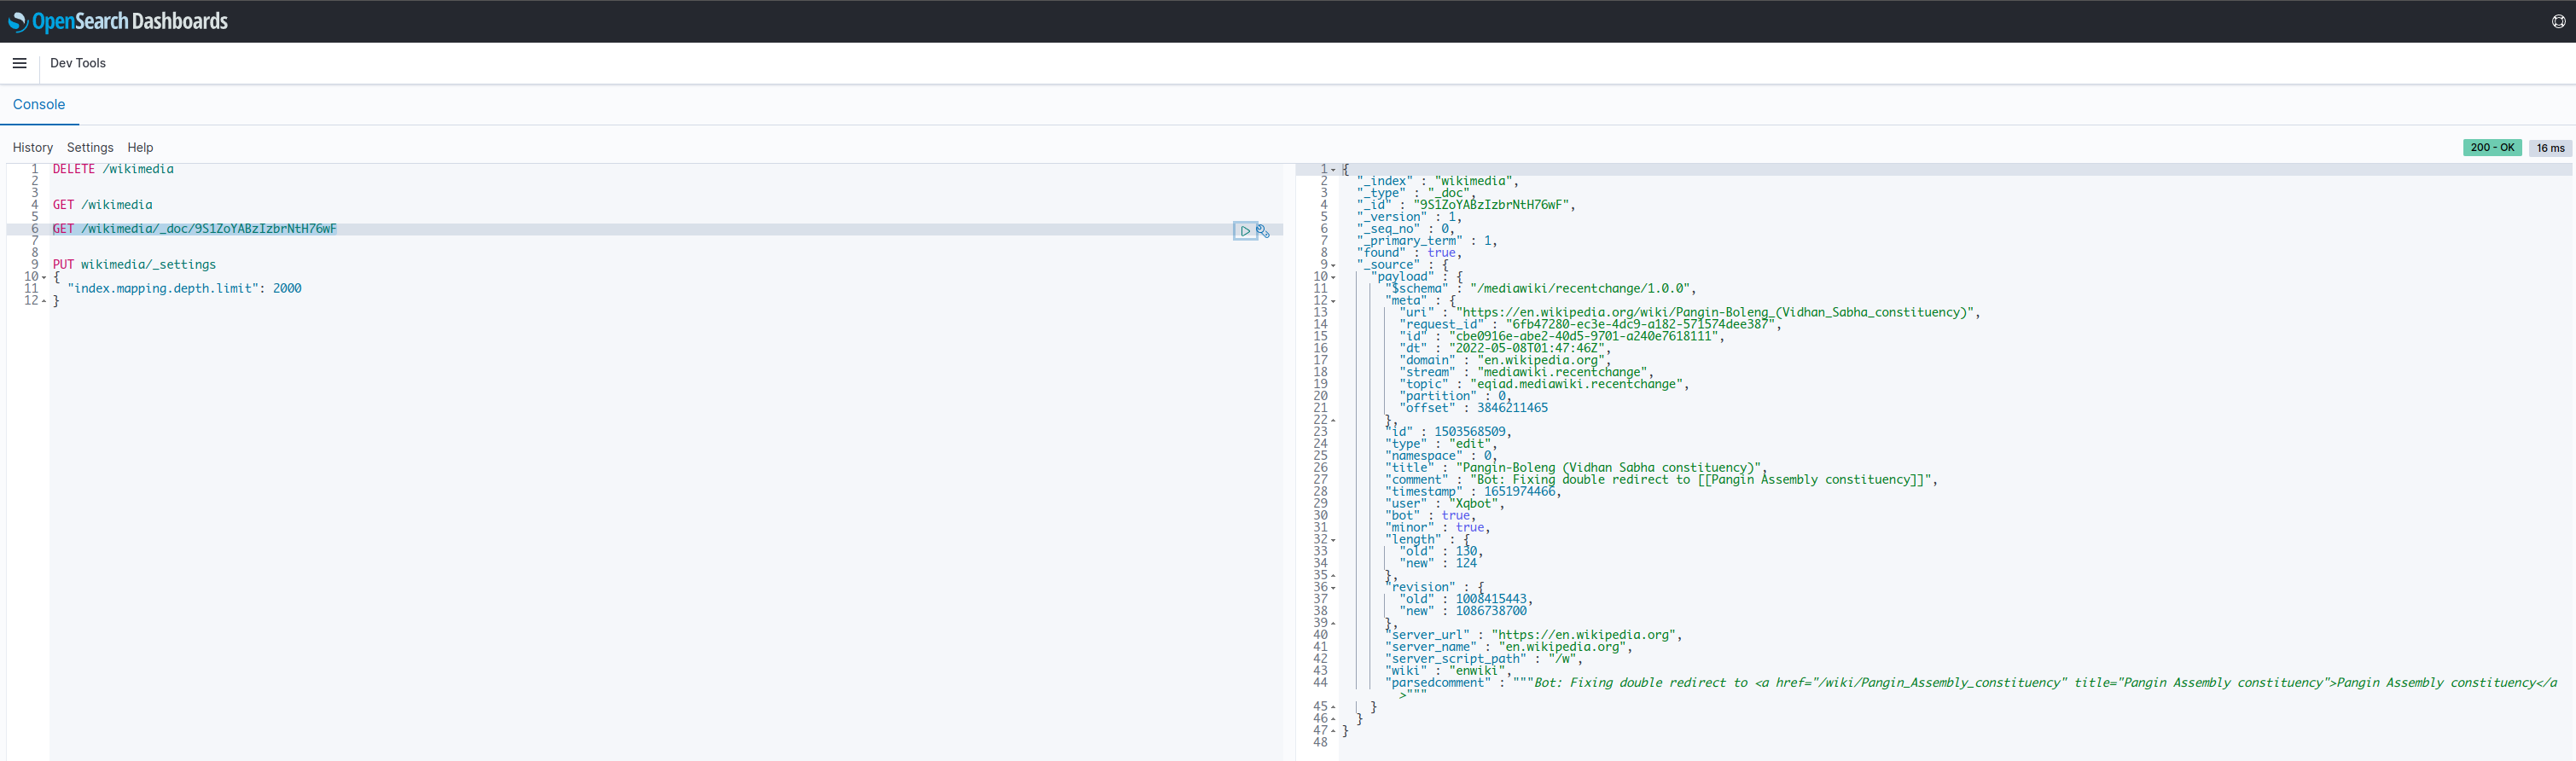 OpenSearch Dashboards
Dev Tools
Console
History Settings Help
200 - OK 16 ms
1 DELETE /wikimedia
2
3
4 GET /wikimedia
5
6 GET /wikimedia/_doc/9S1ZoYABzIzbrNtH76wF
7
8
9 PUT wikimedia/_settings
10 {
11 "index.mapping.depth.limit": 2000
12 }
1 {
2 "_index" : "wikimedia",
3 "_type" : "_doc",
4 "_id" : "9S1ZoYABzIzbrNtH76wF",
5 "_version" : 1,
6 "_seq_no" : 0,
7 "_primary_term" : 1,
8 "found" : true,
9 "_source" : {
10 "payload" : {
11 "$schema" : "/mediawiki/recentchange/1.0.0",
12 "meta" : {
13 "uri" : "https://en.wikipedia.org/wiki/Pangin-Boleng_(Vidhan_Sabha_constituency)",
14 "request_id" : "6fb47280-ec3e-4dc9-a182-571574dee387",
15 "id" : "cbe0916e-abe2-40d5-9701-a240e7618111",
16 "dt" : "2022-05-08T01:47:46Z",
17 "domain" : "en.wikipedia.org",
18 "stream" : "mediawiki.recentchange",
19 "topic" : "eqiad.mediawiki.recentchange",
20 "partition" : 0,
21 "offset" : 3846211465
22 },
23 "id" : 1503568509,
24 "type" : "edit",
25 "namespace" : 0,
26 "title" : "Pangin-Boleng (Vidhan Sabha constituency)",
27 "comment" : "Bot: Fixing double redirect to [[Pangin Assembly constituency]]",
28 "timestamp" : 1651974466,
29 "user" : "Xqbot",
30 "bot" : true,
31 "minor" : true,
32 "length" : {
33 "old" : 130,
34 "new" : 124
35 },
36 "revision" : {
37 "old" : 1008415443,
38 "new" : 1086738700
39 },
40 "server_url" : "https://en.wikipedia.org",
41 "server_name" : "en.wikipedia.org",
42 "server_script_path" : "/w",
43 "wiki" : "enwiki",
44 "parsedcomment" : """Bot: Fixing double redirect to <a href="/wiki/Pangin_Assembly_constituency" title="Pangin Assembly constituency">Pangin Assembly constituency</a
>"""
45 }
46 }
47 }
48